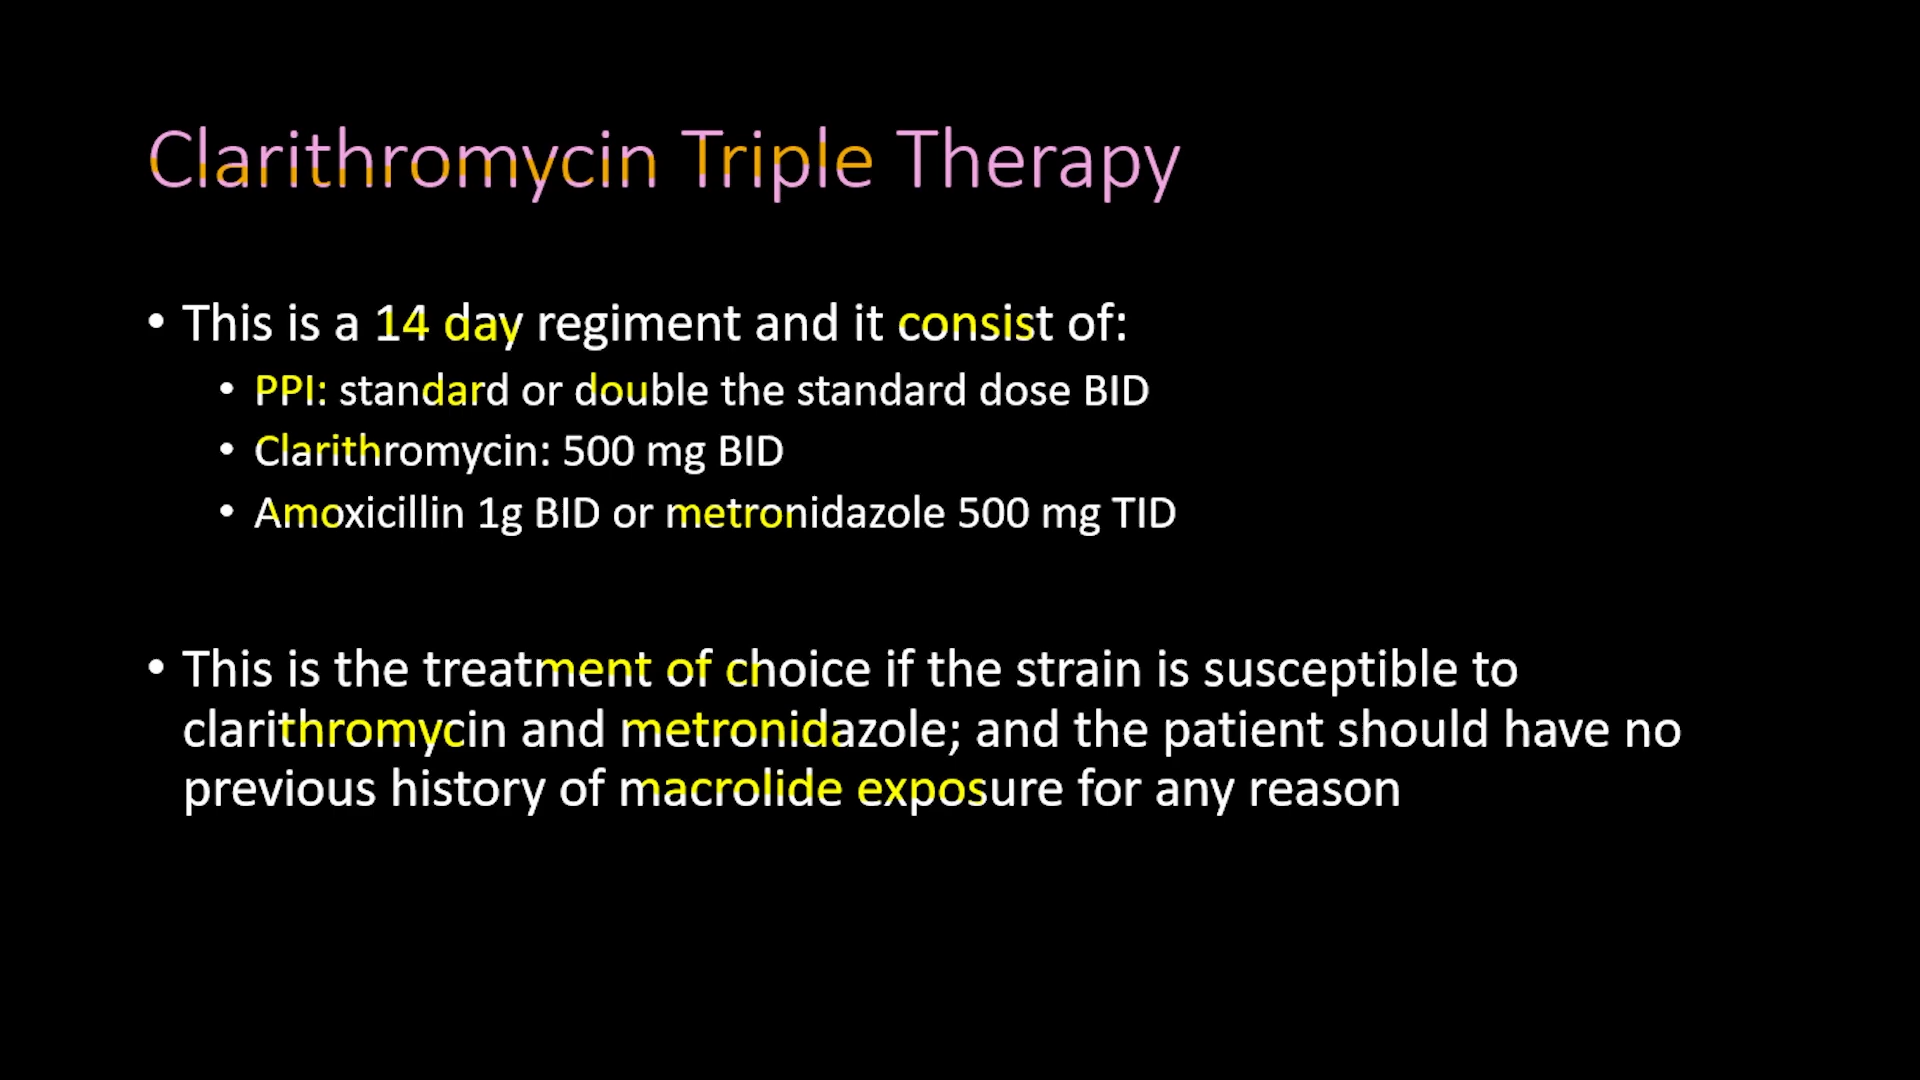 Clarithromycin Triple Therapy
• This is a 14 day regiment and it consist of:
• PPI: standard or double the standard dose BID
• Clarithromycin: 500 mg BID
• Amoxicillin 1g BID or metronidazole 500 mg TID
• This is the treatment of choice if the strain is susceptible to
clarithromycin and metronidazole; and the patient should have no
previous history of macrolide exposure for any reason